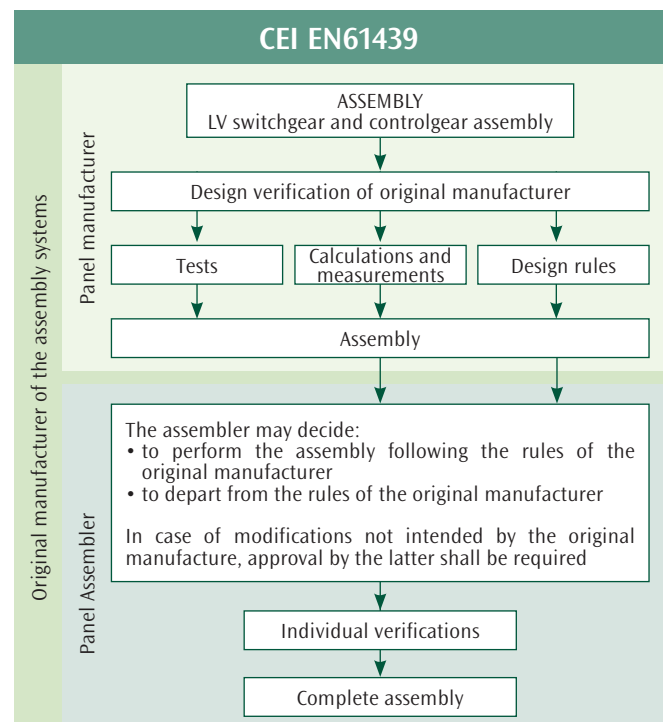 CEI EN61439
Original manufacturer of the assembly systems
Panel manufacturer
ASSEMBLY
LV switchgear and controlgear assembly
Design verification of original manufacturer
Tests
Calculations and
measurements
Design rules
Assembly
Panel Assembler
The assembler may decide:
• to perform the assembly following the rules of the
original manufacturer
• to depart from the rules of the original manufacturer
In case of modifications not intended by the original
manufacture, approval by the latter shall be required
Individual verifications
Complete assembly